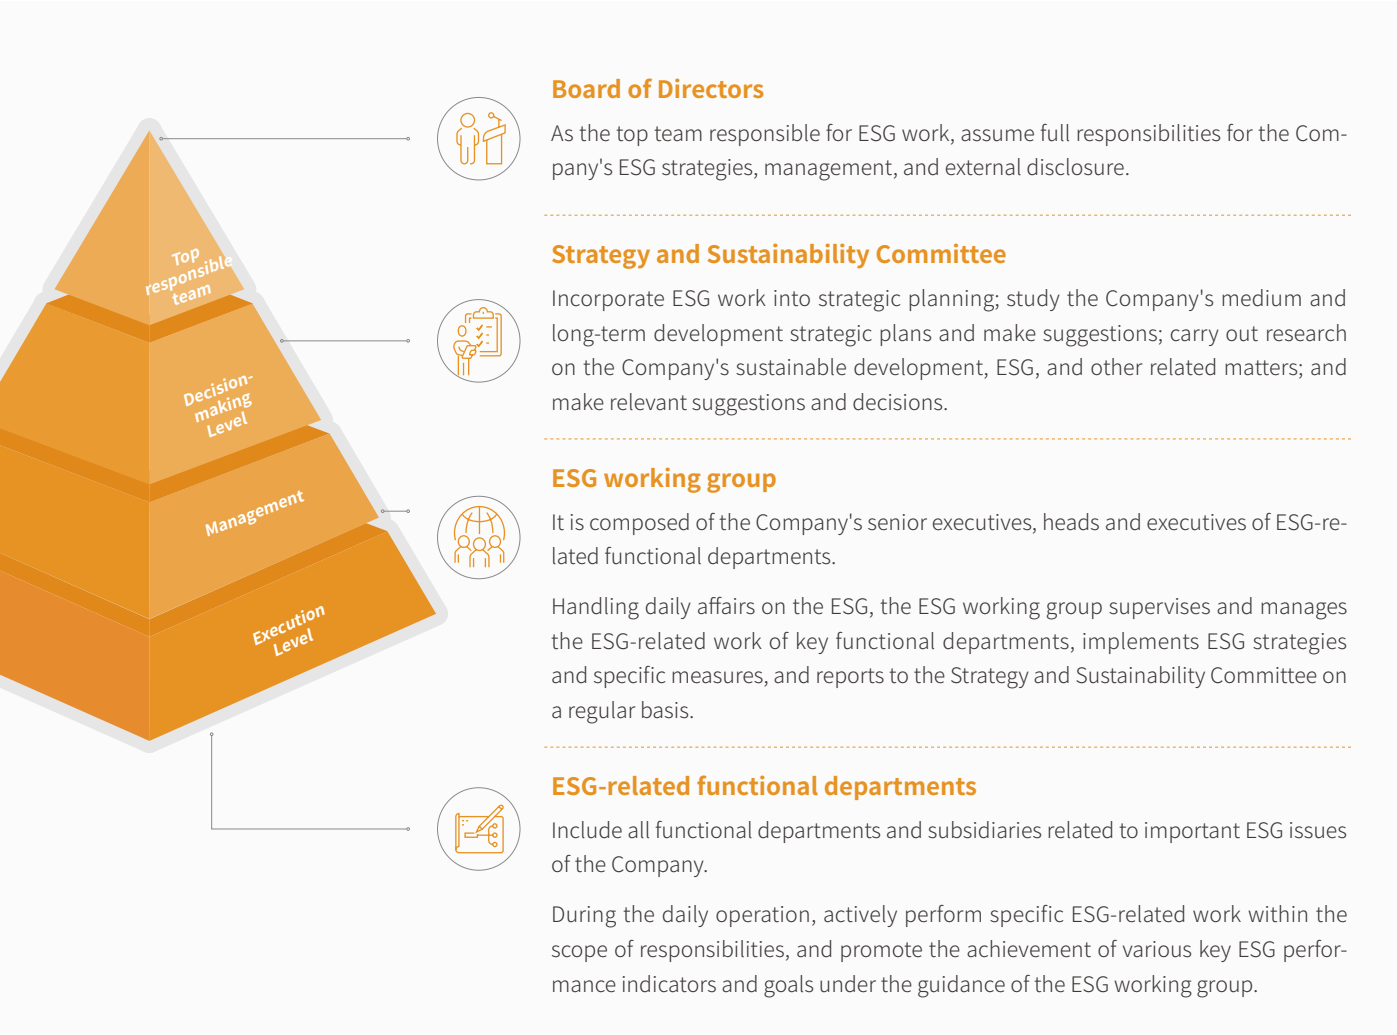 Top
responsible
team
Decision-
making
Level
Management
Execution
Level
Board of Directors
As the top team responsible for ESG work, assume full responsibilities for the Com-
pany's ESG strategies, management, and external disclosure.
Strategy and Sustainability Committee
Incorporate ESG work into strategic planning; study the Company's medium and
long-term development strategic plans and make suggestions; carry out research
on the Company's sustainable development, ESG, and other related matters; and
make relevant suggestions and decisions.
ESG working group
It is composed of the Company's senior executives, heads and executives of ESG-re-
lated functional departments.
Handling daily affairs on the ESG, the ESG working group supervises and manages
the ESG-related work of key functional departments, implements ESG strategies
and specific measures, and reports to the Strategy and Sustainability Committee on
a regular basis.
ESG-related functional departments
Include all functional departments and subsidiaries related to important ESG issues
of the Company.
During the daily operation, actively perform specific ESG-related work within the
scope of responsibilities, and promote the achievement of various key ESG perfor-
mance indicators and goals under the guidance of the ESG working group.